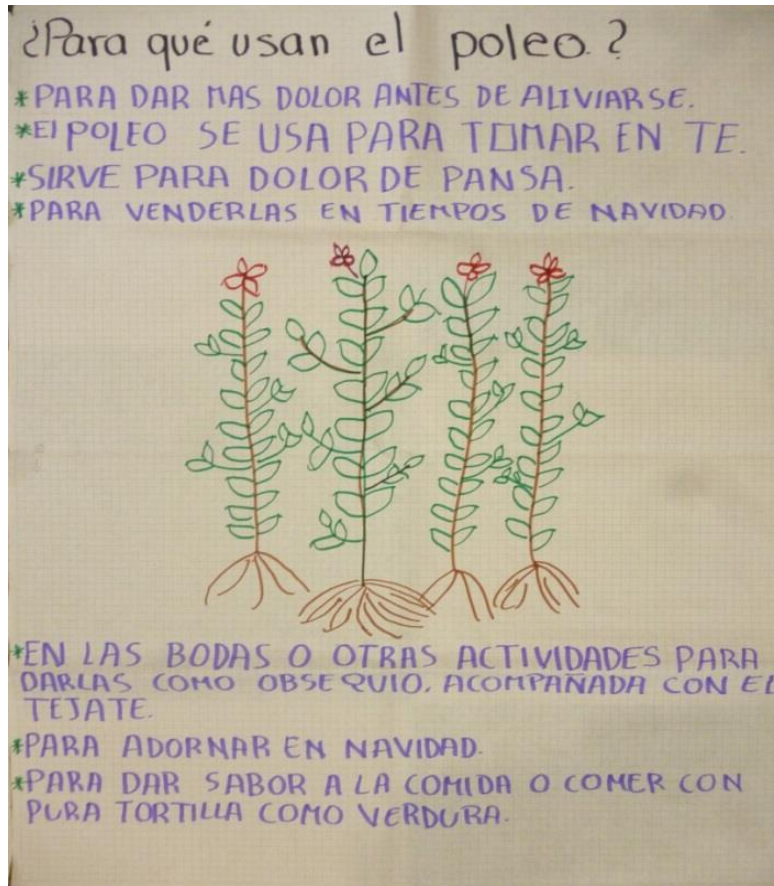 ¿Para qué usan el poleo.?
*PARA DAR MAS DOLOR ANTES DE ALIVIARSE.
*El POLEO SE USA PARA TOMAR EN TE.
*SIRVE PARA DOLOR DE PANSA.
*PARA VENDERLAS EN TIEMPOS DE NAVIDAD.
*EN LAS BODAS O OTRAS ACTIVIDADES PARA
DARLAS COMO OBSEQUIO. ACOMPAÑADA CON EL
TEJATE.
*PARA ADORNAR EN NAVIDAD.
*PARA DAR SABOR A LA COMIDA O COMER CON
PURA TORTILLA COMO VERDURA.